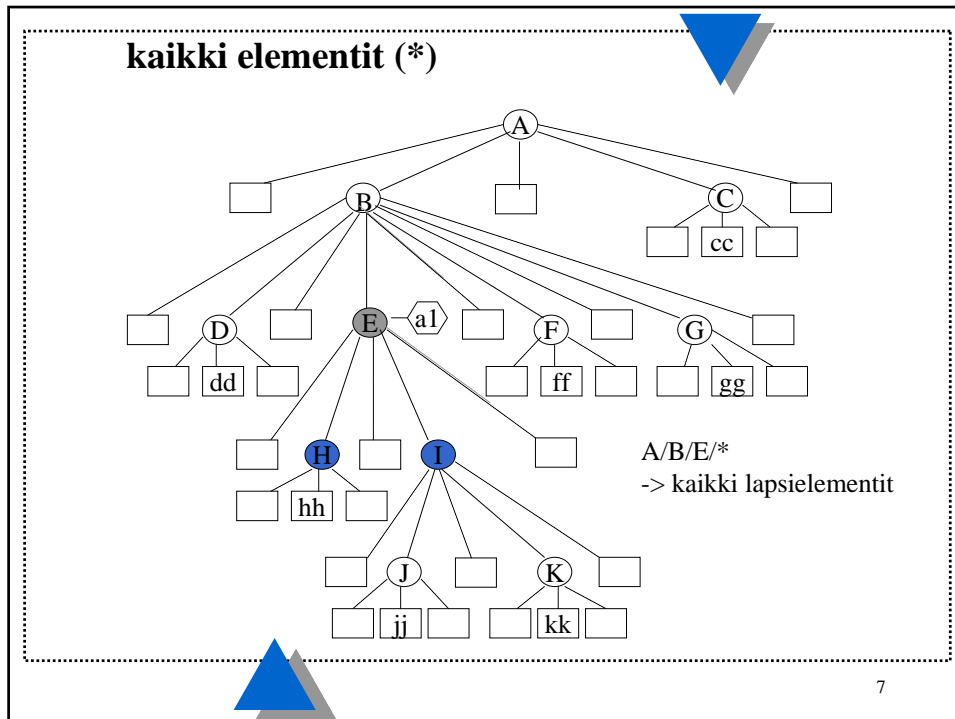 kaikki elementit (*)
A
B
C
cc
D
E
a1
F
G
dd
ff
gg
H
I
A/B/E/*
-> kaikki lapsielementit
hh
J
K
jj
kk
7